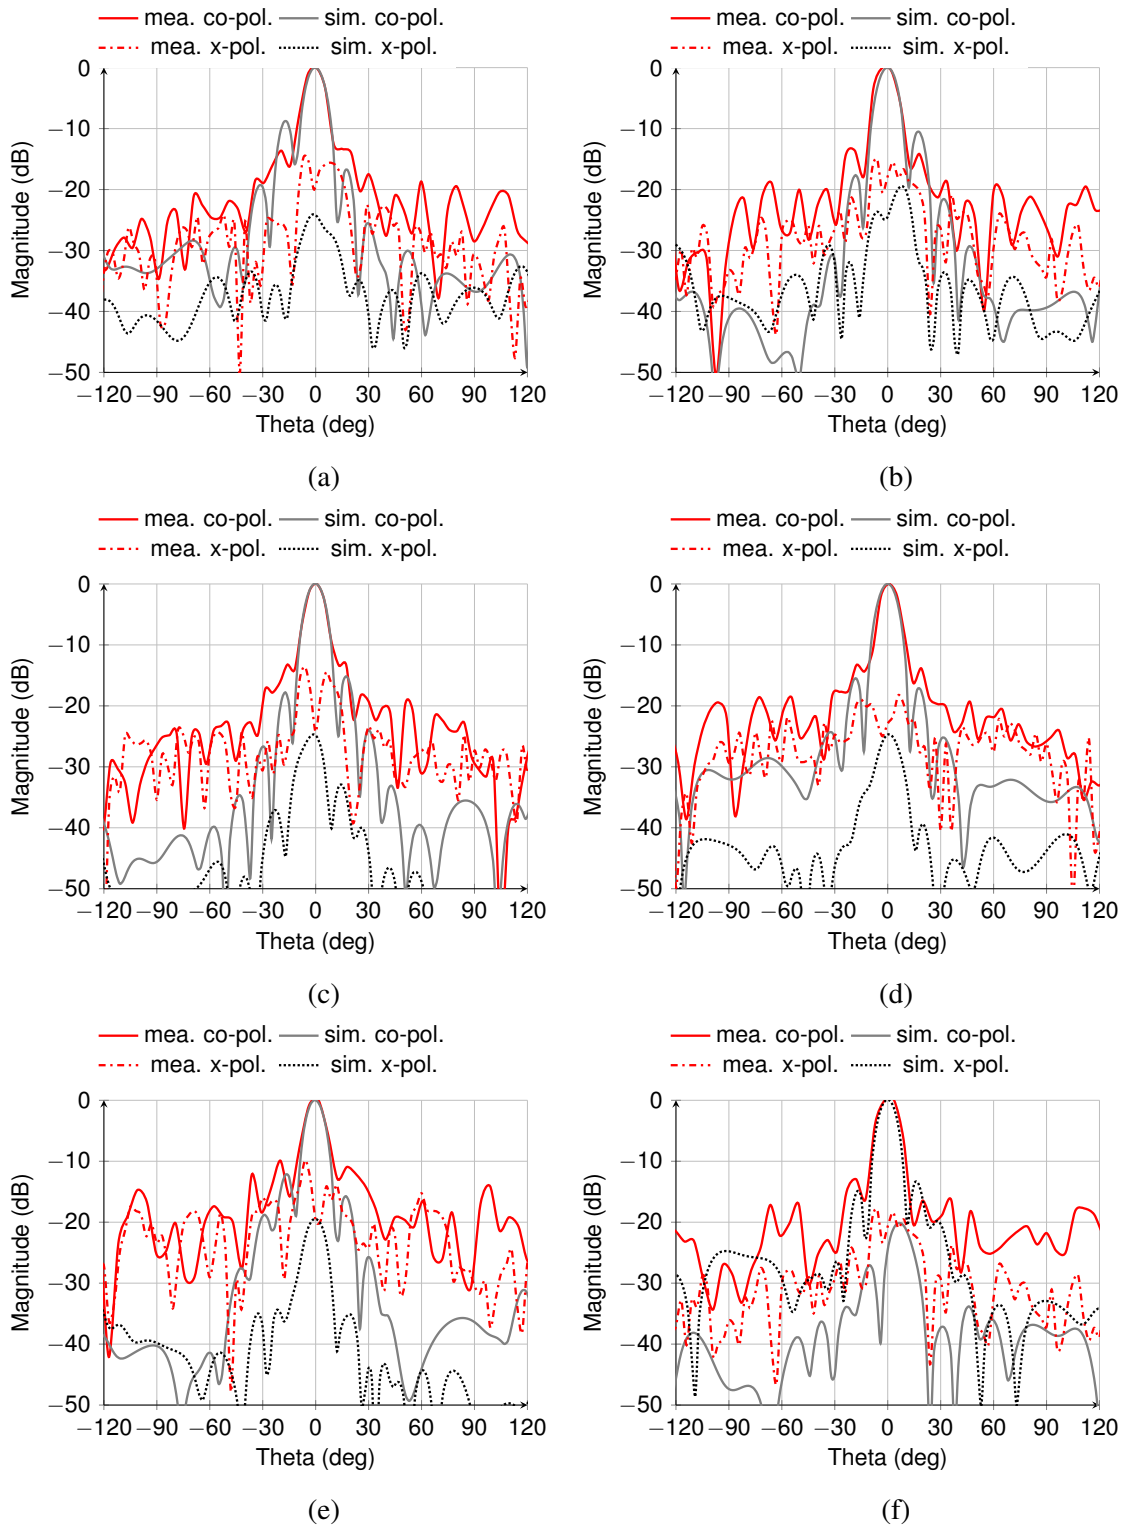 mea. co-pol. sim. co-pol.
mea. x-pol. sim. x-pol.
0
−10
−20
−30
−40
−50
Magnitude (dB)
−120 −90 −60 −30 0 30 60 90 120
Theta (deg)
(a)
mea. co-pol. sim. co-pol.
mea. x-pol. sim. x-pol.
0
−10
−20
−30
−40
−50
Magnitude (dB)
−120 −90 −60 −30 0 30 60 90 120
Theta (deg)
(b)
mea. co-pol. sim. co-pol.
mea. x-pol. sim. x-pol.
0
−10
−20
−30
−40
−50
Magnitude (dB)
−120 −90 −60 −30 0 30 60 90 120
Theta (deg)
(c)
mea. co-pol. sim. co-pol.
mea. x-pol. sim. x-pol.
0
−10
−20
−30
−40
−50
Magnitude (dB)
−120 −90 −60 −30 0 30 60 90 120
Theta (deg)
(d)
mea. co-pol. sim. co-pol.
mea. x-pol. sim. x-pol.
0
−10
−20
−30
−40
−50
Magnitude (dB)
−120 −90 −60 −30 0 30 60 90 120
Theta (deg)
(e)
mea. co-pol. sim. co-pol.
mea. x-pol. sim. x-pol.
0
−10
−20
−30
−40
−50
Magnitude (dB)
−120 −90 −60 −30 0 30 60 90 120
Theta (deg)
(f)